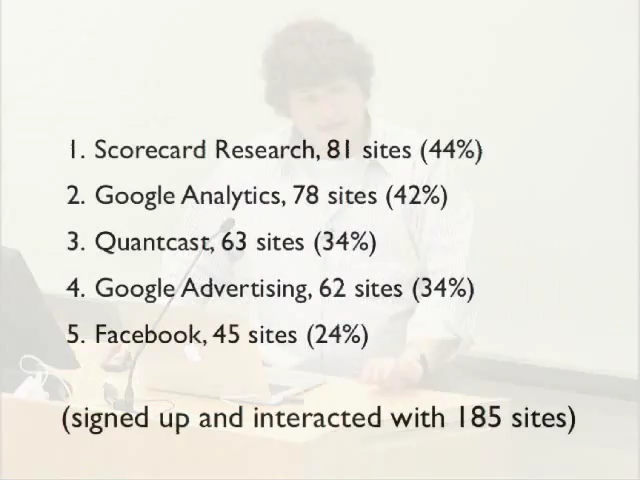 1. Scorecard Research, 81 sites (44%)
2. Google Analytics, 78 sites (42%)
3. Quantcast, 63 sites (34%)
4. Google Advertising, 62 sites (34%)
5. Facebook, 45 sites (24%)
(signed up and interacted with 185 sites)